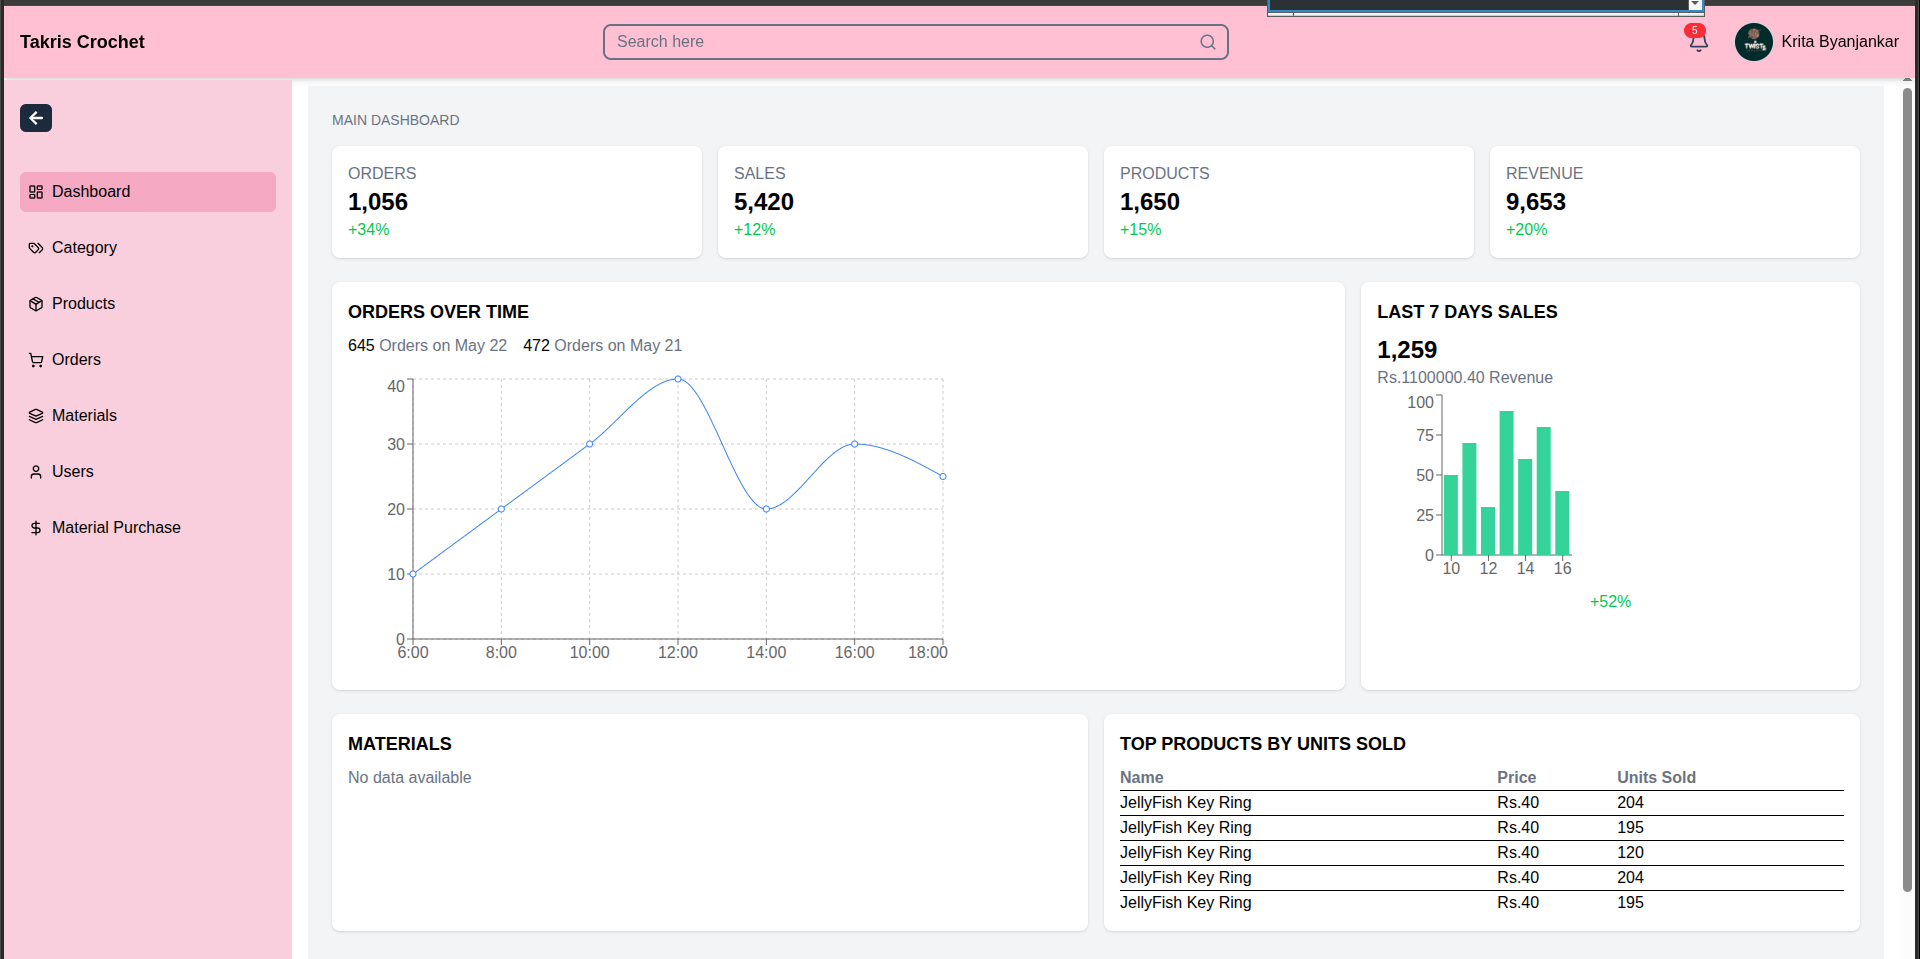 Takris Crochet
Search here
5
TWISTS
Krita Byanjankar
Dashboard
Category
Products
Orders
Materials
Users
Material Purchase
MAIN DASHBOARD
ORDERS
1,056
+34%
SALES
5,420
+12%
PRODUCTS
1,650
+15%
REVENUE
9,653
+20%
ORDERS OVER TIME
645 Orders on May 22 472 Orders on May 21
40
30
20
10
0
6:00 8:00 10:00 12:00 14:00 16:00 18:00
LAST 7 DAYS SALES
1,259
Rs.1100000.40 Revenue
100
75
50
25
0
10 12 14 16
+52%
MATERIALS
No data available
TOP PRODUCTS BY UNITS SOLD
Name Price Units Sold
JellyFish Key Ring Rs.40 204
JellyFish Key Ring Rs.40 195
JellyFish Key Ring Rs.40 120
JellyFish Key Ring Rs.40 204
JellyFish Key Ring Rs.40 195